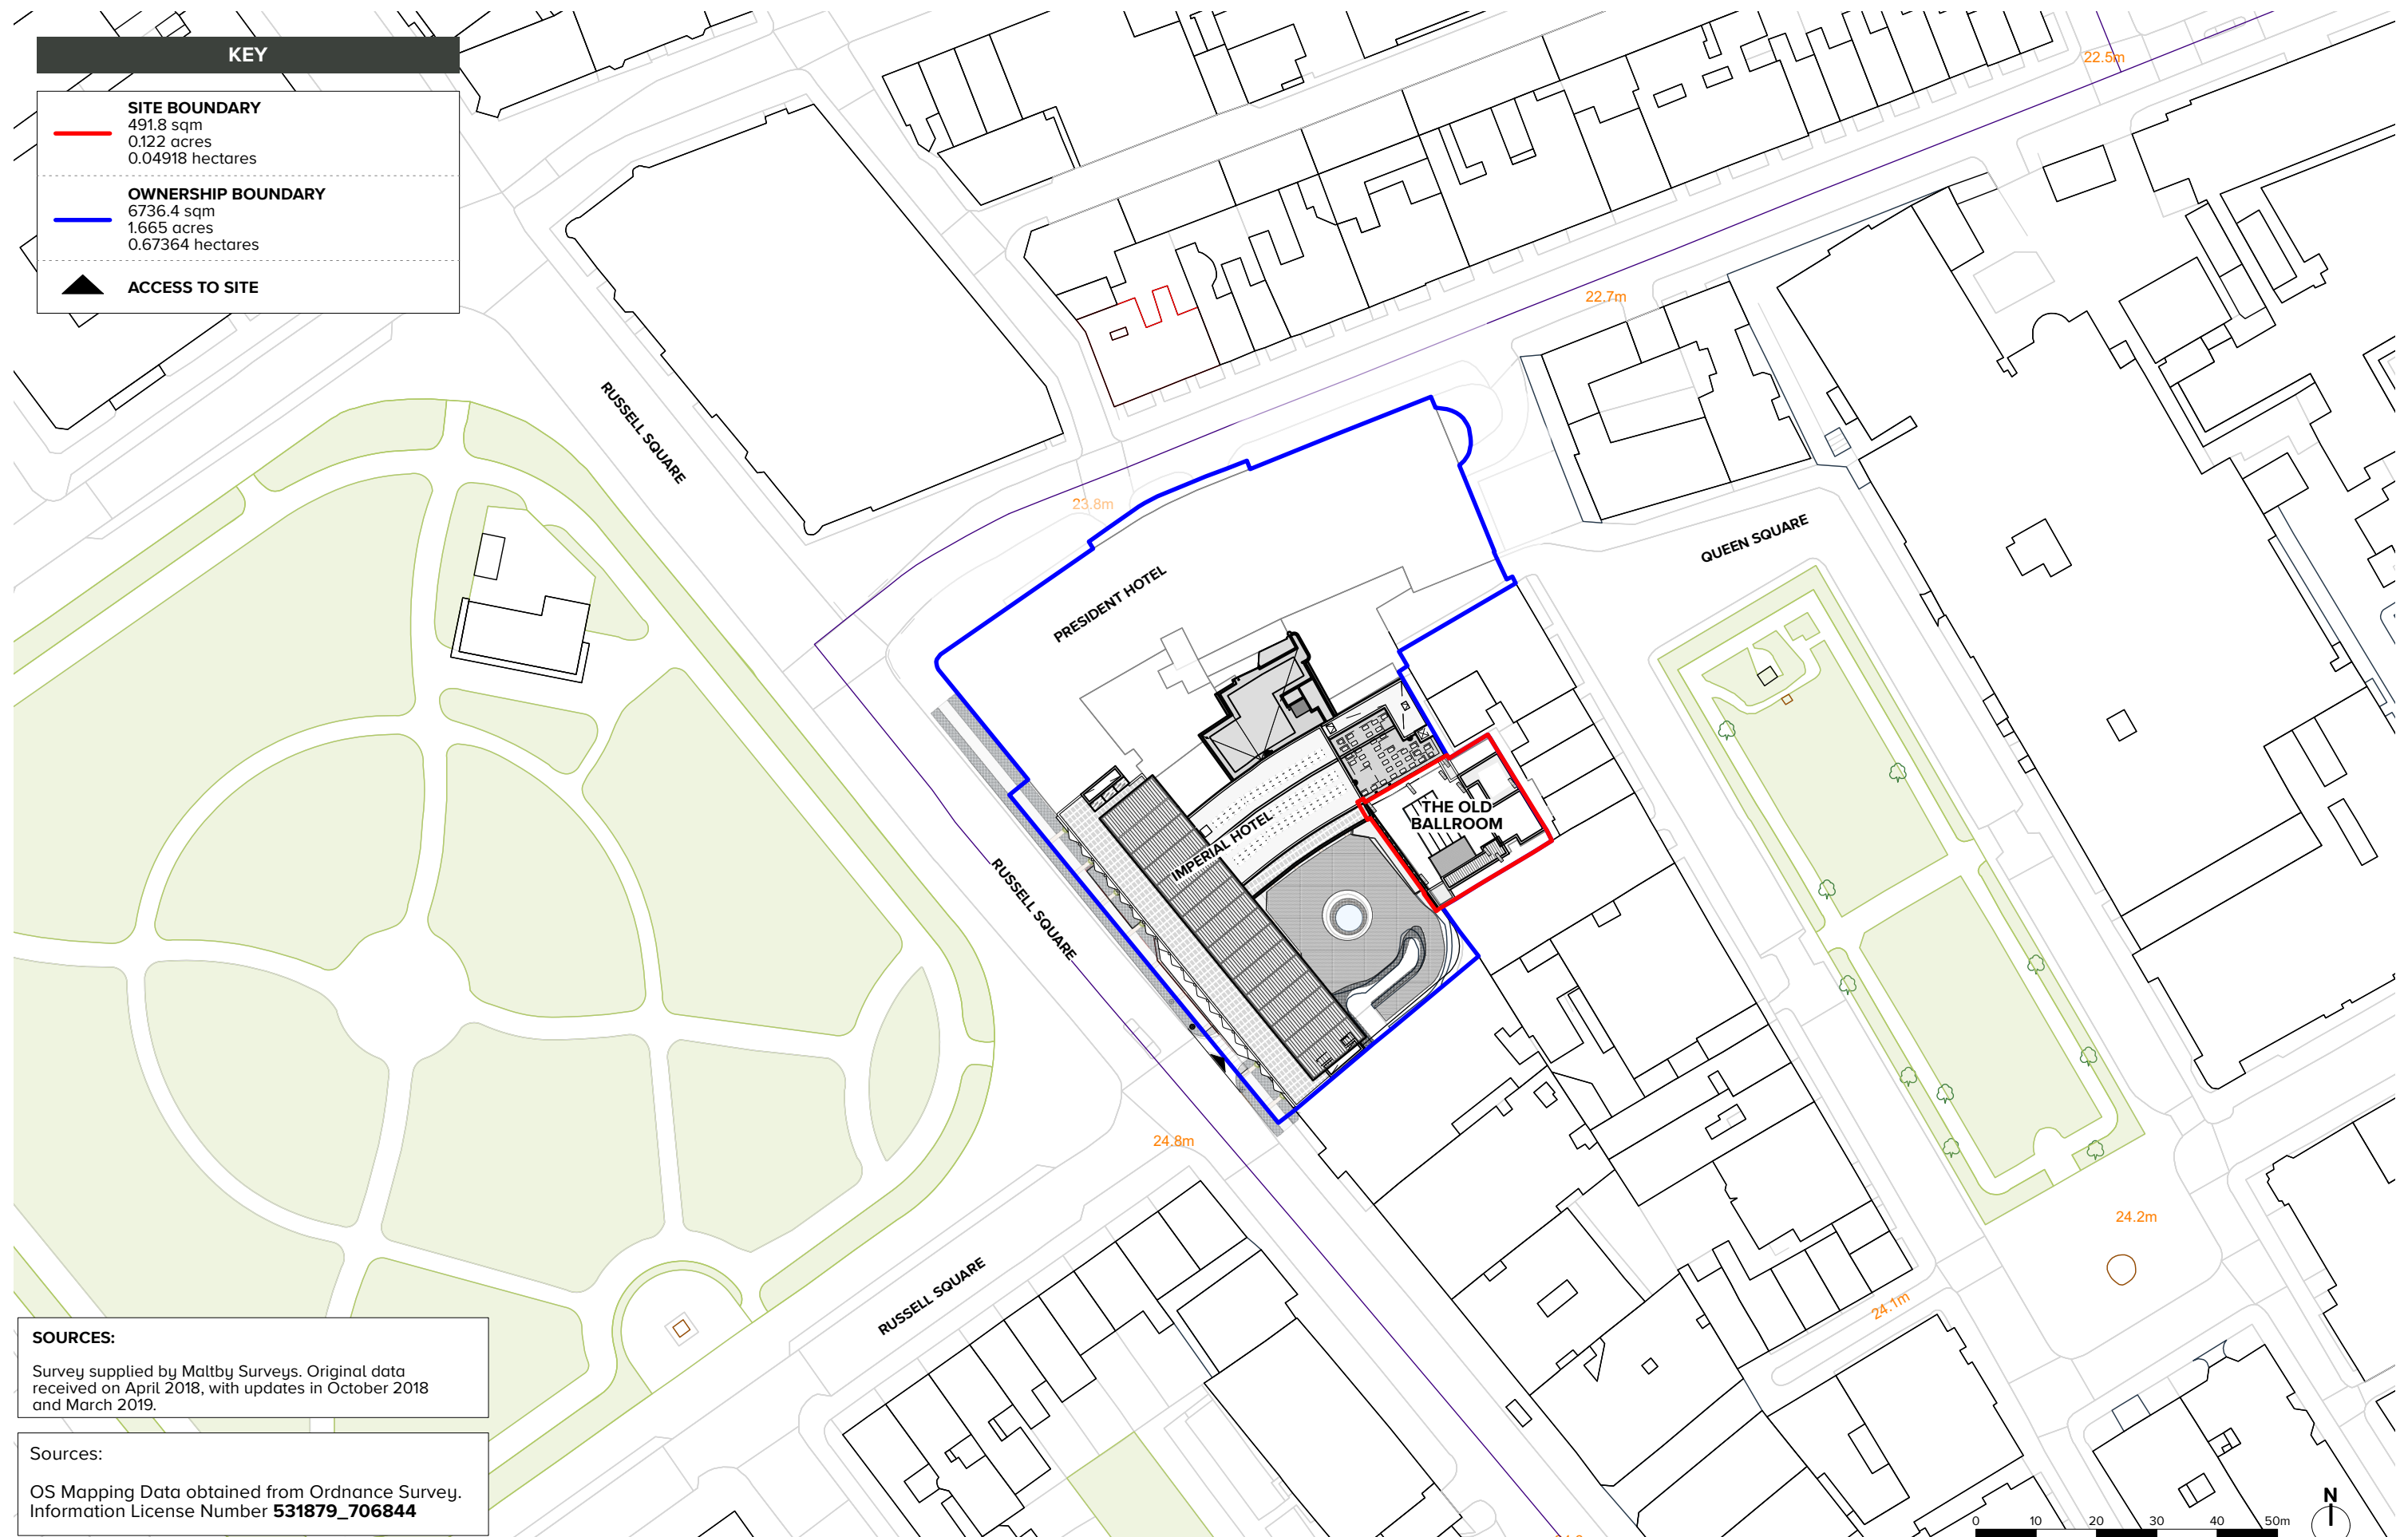 KEY
SITE BOUNDARY
491.8 sqm
0.122 acres
0.04918 hectares
OWNERSHIP BOUNDARY
6736.4 sqm
1.665 acres
0.67364 hectares
ACCESS TO SITE
22.5m
22.7m
RUSSELL SQUARE
23.8m
QUEEN SQUARE
PRESIDENT HOTEL
THE OLD
BALLROOM
IMPERIAL HOTEL
RUSSELL SQUARE
24.8m
24.2m
RUSSELL SQUARE
24.1m
SOURCES:
Survey supplied by Maltby Surveys. Original data
received on April 2018, with updates in October 2018
and March 2019.
Sources:
OS Mapping Data obtained from Ordnance Survey.
Information License Number 531879_706844
N
0 10 20 30 40 50m